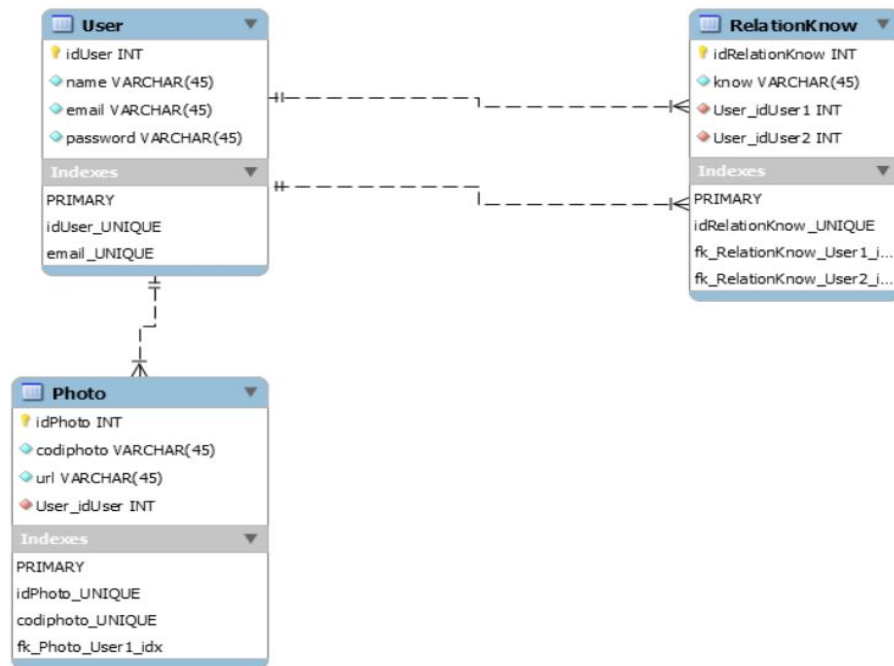 User
idUser INT
name VARCHAR(45)
email VARCHAR(45)
password VARCHAR(45)
Indexes
PRIMARY
idUser_UNIQUE
email_UNIQUE
RelationKnow
idRelationKnow INT
know VARCHAR(45)
User_idUser1 INT
User_idUser2 INT
Indexes
PRIMARY
idRelationKnow_UNIQUE
fk_RelationKnow_User1_i...
fk_RelationKnow_User2_i...
Photo
idPhoto INT
codiphoto VARCHAR(45)
url VARCHAR(45)
User_idUser INT
Indexes
PRIMARY
idPhoto_UNIQUE
codiphoto_UNIQUE
fk_Photo_User1_idx